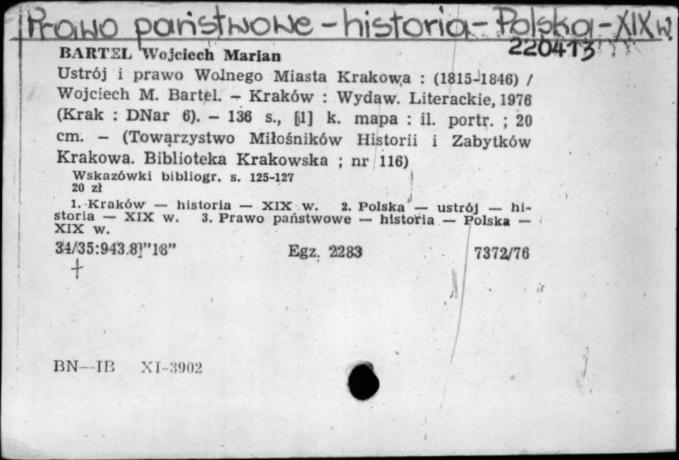 Prawo państwowe - historia - Polska - XIX w.
220413
BARTEL Wojciech Marian
Ustrój i prawo Wolnego Miasta Krakowa : (1815-1846) /
Wojciech M. Bartel. – Kraków : Wydaw. Literackie, 1976
(Krak : DNar 6). – 136 s., [1] k. mapa : il. portr. ; 20
cm. – (Towarzystwo Miłośników Historii i Zabytków
Krakowa. Biblioteka Krakowska ; nr 116)
Wskazówki bibliogr. s. 125-127
20 zł
1. Kraków — historia — XIX w. 2. Polska — ustrój — hi-
storia — XIX w. 3. Prawo państwowe — historia — Polska —
XIX w.
34/35:943.8]"18" Egz. 2283 7372/76
BN—IB XI-3902